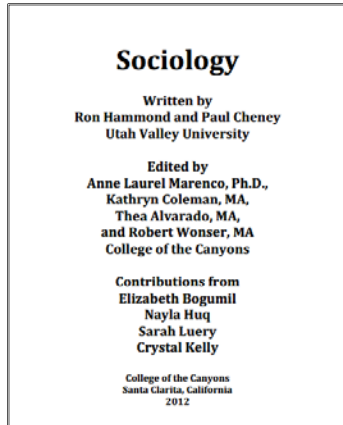 Sociology
Written by
Ron Hammond and Paul Cheney
Utah Valley University
Edited by
Anne Laurel Marenco, Ph.D.,
Kathryn Coleman, MA,
Thea Alvarado, MA,
and Robert Wonser, MA
College of the Canyons
Contributions from
Elizabeth Bogumil
Nayla Huq
Sarah Luery
Crystal Kelly
College of the Canyons
Santa Clarita, California
2012